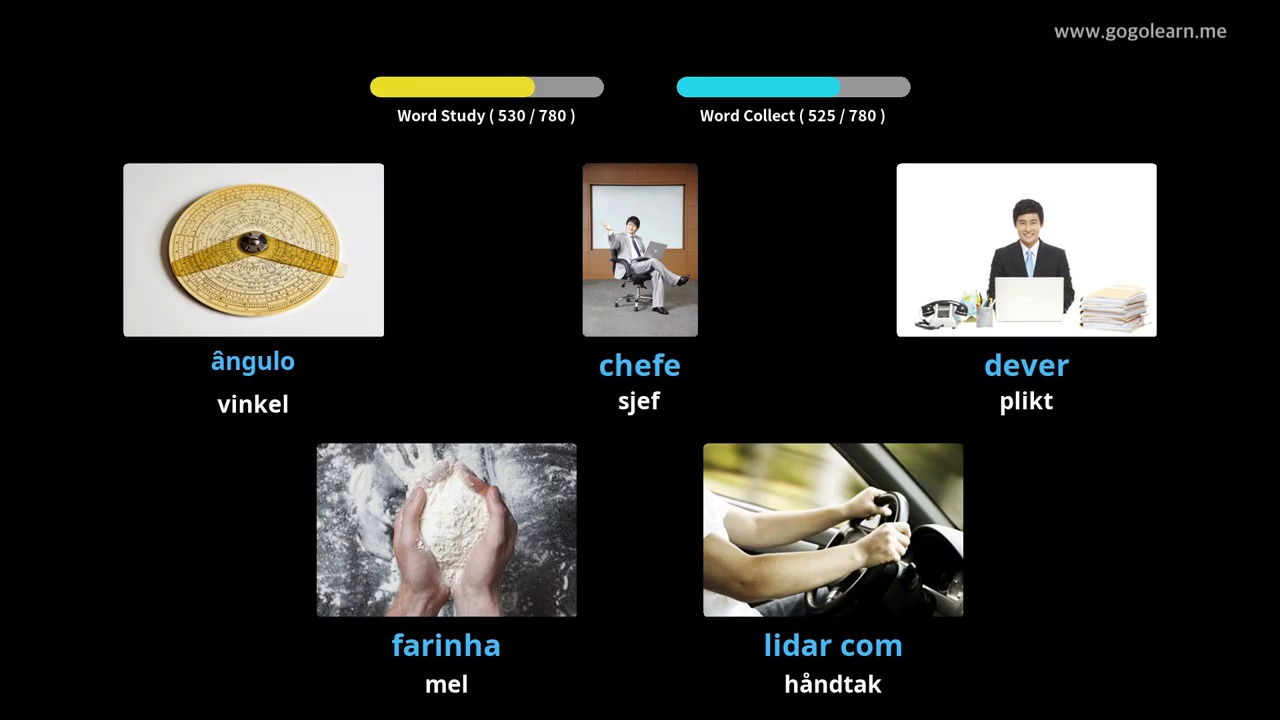 www.gogolearn.me
Word Study ( 530 / 780 )
Word Collect ( 525 / 780 )
ângulo
vinkel
chefe
sjef
dever
plikt
farinha
mel
lidar com
håndtak